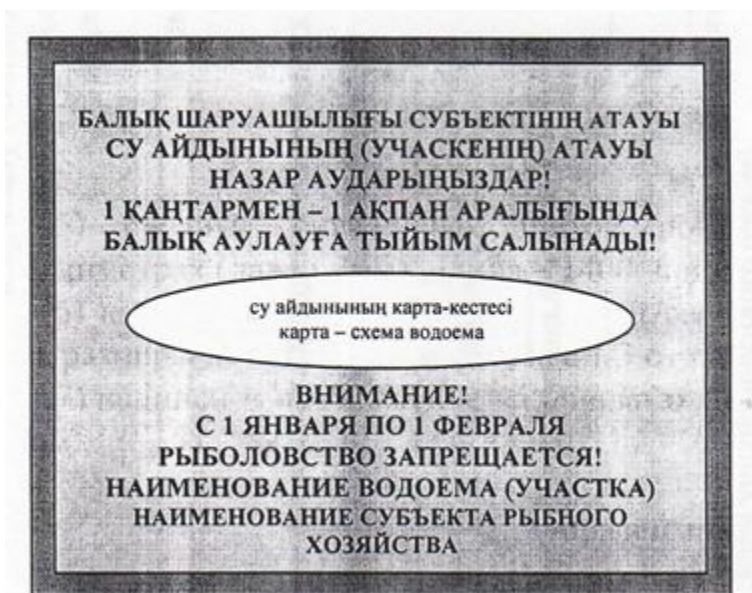 БАЛЫҚ ШАРУАШЫЛЫҒЫ СУБЪЕКТІНІҢ АТАУЫ
СУ АЙДЫНЫНЫҢ (УЧАСКЕНІҢ) АТАУЫ
НАЗАР АУДАРЫҢЫЗДАР!
1 ҚАҢТАРМЕН – 1 АҚПАН АРАЛЫҒЫНДА
БАЛЫҚ АУЛАУҒА ТЫЙЫМ САЛЫНАДЫ!
су айдынының карта-кестесі
карта – схема водоема
ВНИМАНИЕ!
С 1 ЯНВАРЯ ПО 1 ФЕВРАЛЯ
РЫБОЛОВСТВО ЗАПРЕЩАЕТСЯ!
НАИМЕНОВАНИЕ ВОДОЕМА (УЧАСТКА)
НАИМЕНОВАНИЕ СУБЪЕКТА РЫБНОГО
ХОЗЯЙСТВА